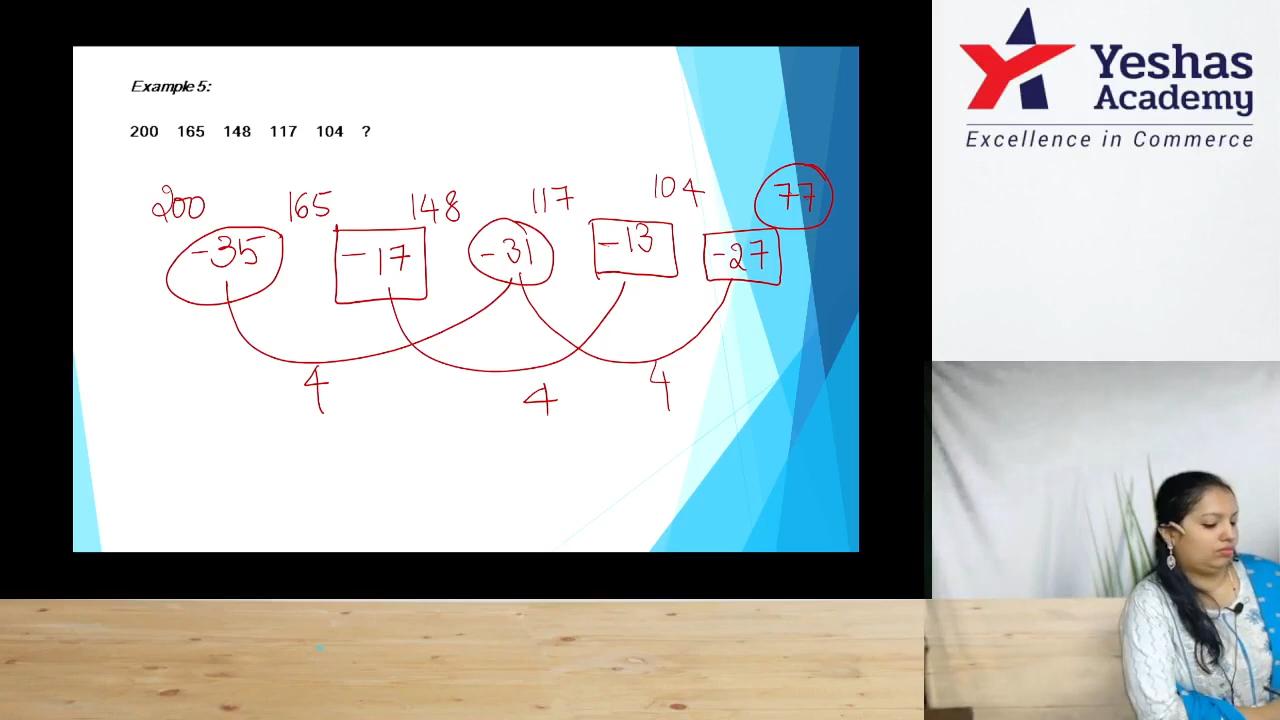 Example 5:
200 165 148 117 104 ?
200 165 148 117 104 77
-35 -17 -31 -13 -27
4 4 4
Yeshas
Academy
Excellence in Commerce